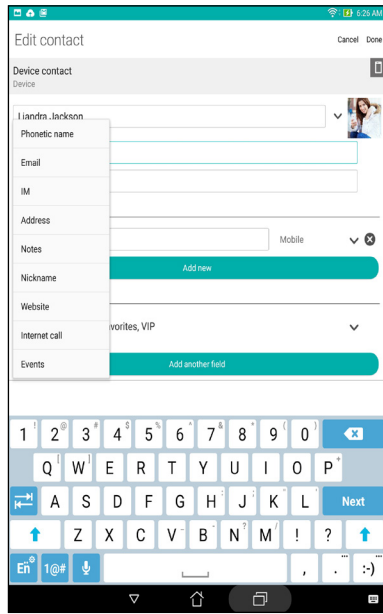 6:26 AM
Edit contact
Cancel Done
Device contact
Device
Liandra Jackson
Phonetic name
Email
IM
Address
Notes
Nickname
Website
Internet call
Events
Mobile
Add new
vorites, VIP
Add another field
1 ! 2 @ 3 # 4 $ 5 % 6 ^ 7 & 8 * 9 ( 0 )
Q [ W ] E R T Y U I O P +
A S D F G H : J ; K " L ' Next
Z X C V - B - N ? M / ! ?
En 1@# , . ... :-) ...